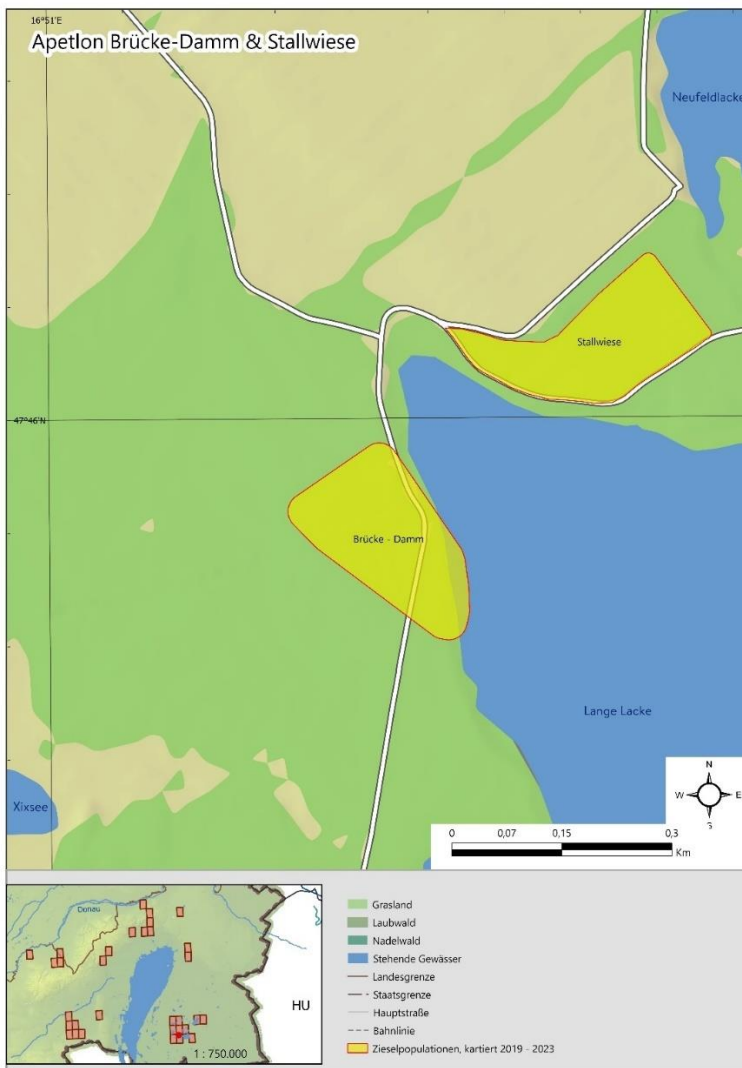 16°51'E
Apetlon Brücke-Damm & Stallwiese
Neufeldlacke
Stallwiese
47°46'N
Brücke - Damm
Lange Lacke
Xixsee
N
W E
S
0 0,07 0,15 0,3
Km
Donau
HU
1 : 750.000
Grasland
Laubwald
Nadelwald
Stehende Gewässer
Landesgrenze
Staatsgrenze
Hauptstraße
Bahnlinie
Zieselpopulationen, kartiert 2019 - 2023